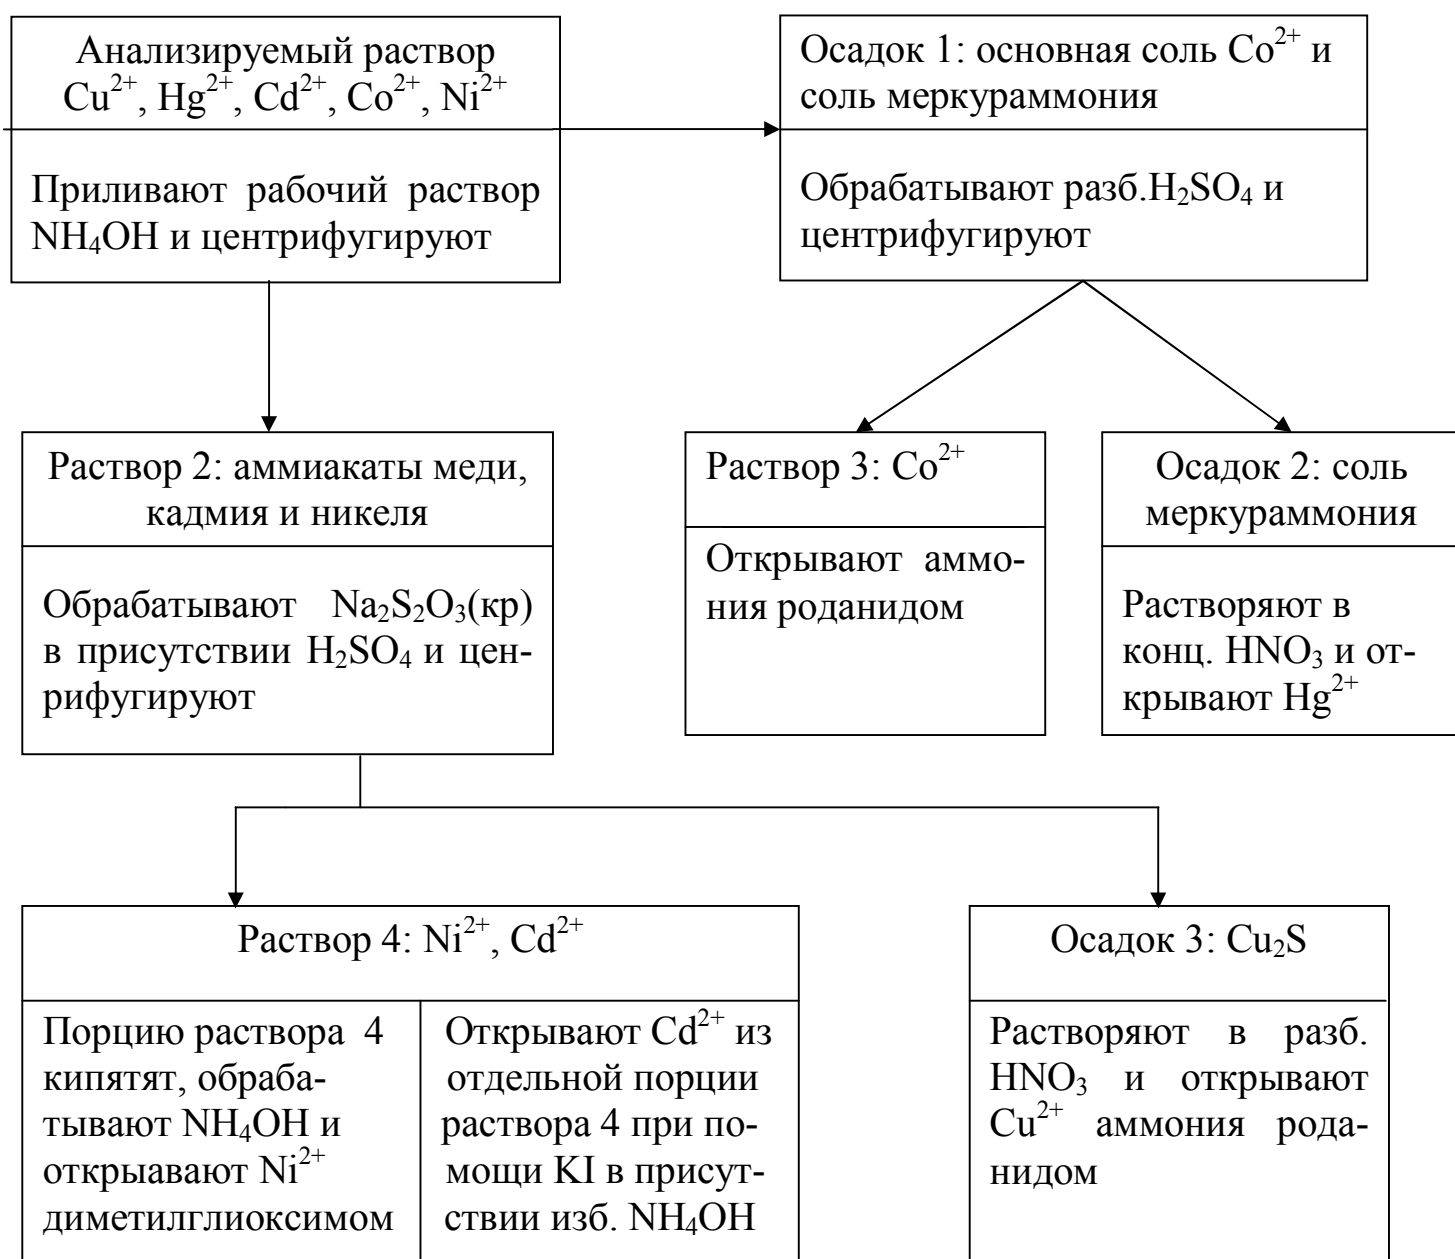 Анализируемый раствор
Cu²⁺, Hg²⁺, Cd²⁺, Co²⁺, Ni²⁺
Приливают рабочий раствор
NH₄OH и центрифугируют
Осадок 1: основная соль Co²⁺ и
соль меркураммония
Обрабатывают разб.H₂SO₄ и
центрифугируют
Раствор 2: аммиакаты меди,
кадмия и никеля
Обрабатывают Na₂S₂O₃(кр)
в присутствии H₂SO₄ и цен-
трифугируют
Раствор 3: Co²⁺
Открывают аммо-
ния роданидом
Осадок 2: соль
меркураммония
Растворяют в
конц. HNO₃ и от-
крывают Hg²⁺
Раствор 4: Ni²⁺, Cd²⁺
Порцию раствора 4
кипятят, обраба-
тывают NH₄OH и
открыавают Ni²⁺
диметилглиоксимом
Открывают Cd²⁺ из
отдельной порции
раствора 4 при по-
мощи KI в присут-
ствии изб. NH₄OH
Осадок 3: Cu₂S
Растворяют в разб.
HNO₃ и открывают
Cu²⁺ аммония рода-
нидом